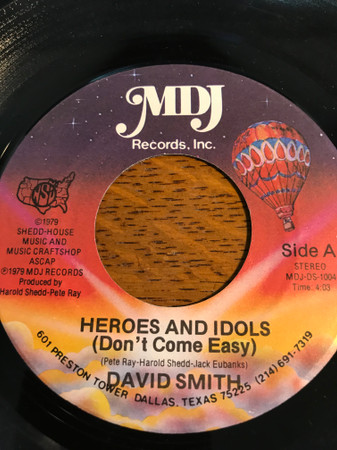 MDJ
Records, Inc.
©1979
SHEDD-HOUSE
MUSIC AND
MUSIC CRAFTSHOP
ASCAP
℗1979 MDJ RECORDS
Produced by
Harold Shedd-Pete Ray
Side A
STEREO
MDJ-DS-1004
Time 4:03
HEROES AND IDOLS
(Don't Come Easy)
(Pete Ray-Harold Shedd-Jack Eubanks)
DAVID SMITH
601 PRESTON TOWER DALLAS, TEXAS 75225 (214) 691-7319